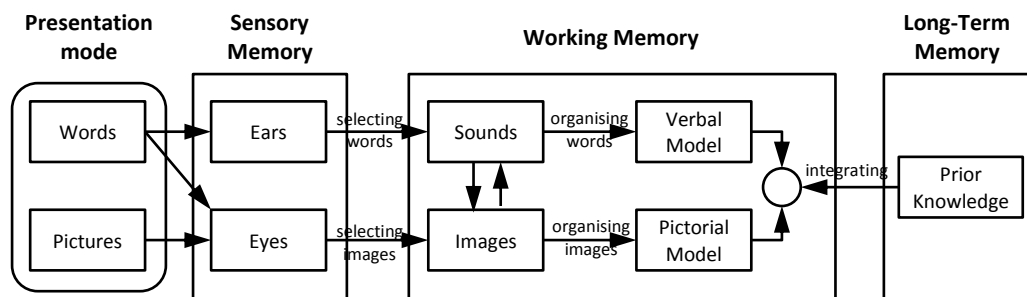 Presentation
mode
Sensory
Memory
Working Memory
Long-Term
Memory
Words
Ears
selecting
words
Sounds
organising
words
Verbal
Model
integrating
Prior
Knowledge
Pictures
Eyes
selecting
images
Images
organising
images
Pictorial
Model